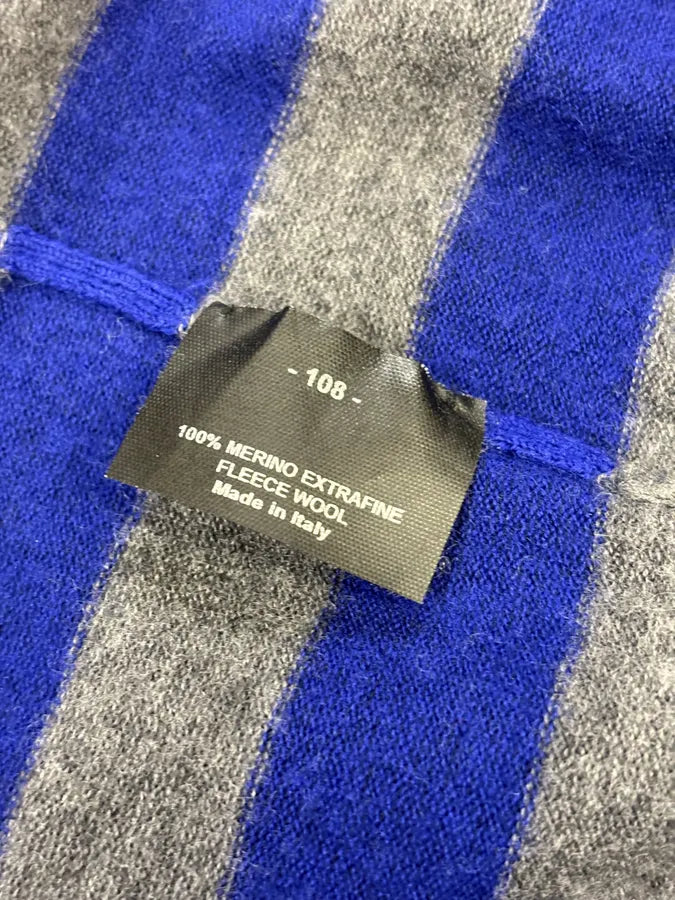 - 108 -
100% MERINO EXTRAFINE
FLEECE WOOL
Made in Italy